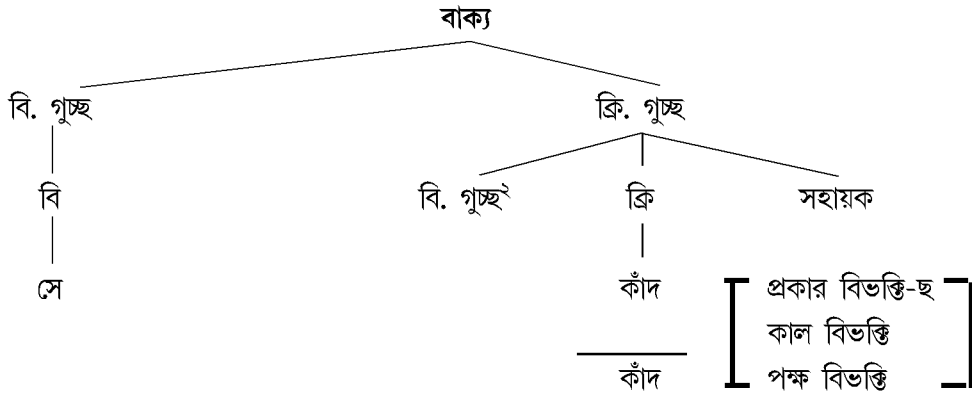 বাক্য
বি. গুচ্ছ ক্রি. গুচ্ছ
বি বি. গুচ্ছ২ ক্রি সহায়ক
সে কাঁদ প্রকার বিভক্তি-ছ
কাল বিভক্তি
কাঁদ পক্ষ বিভক্তি